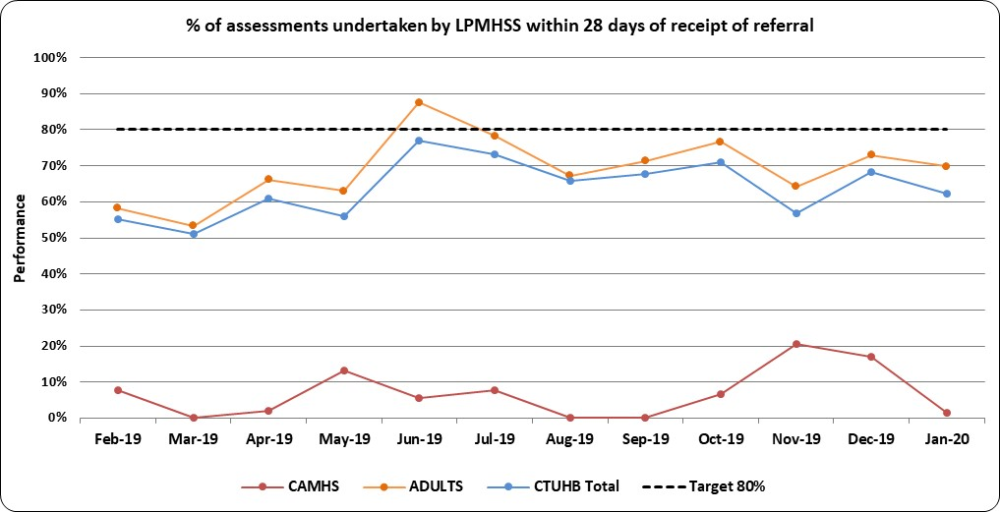 % of assessments undertaken by LPMHSS within 28 days of receipt of referral
Performance
100%
90%
80%
70%
60%
50%
40%
30%
20%
10%
0%
Feb-19 Mar-19 Apr-19 May-19 Jun-19 Jul-19 Aug-19 Sep-19 Oct-19 Nov-19 Dec-19 Jan-20
CAMHS ADULTS CTUHB Total Target 80%